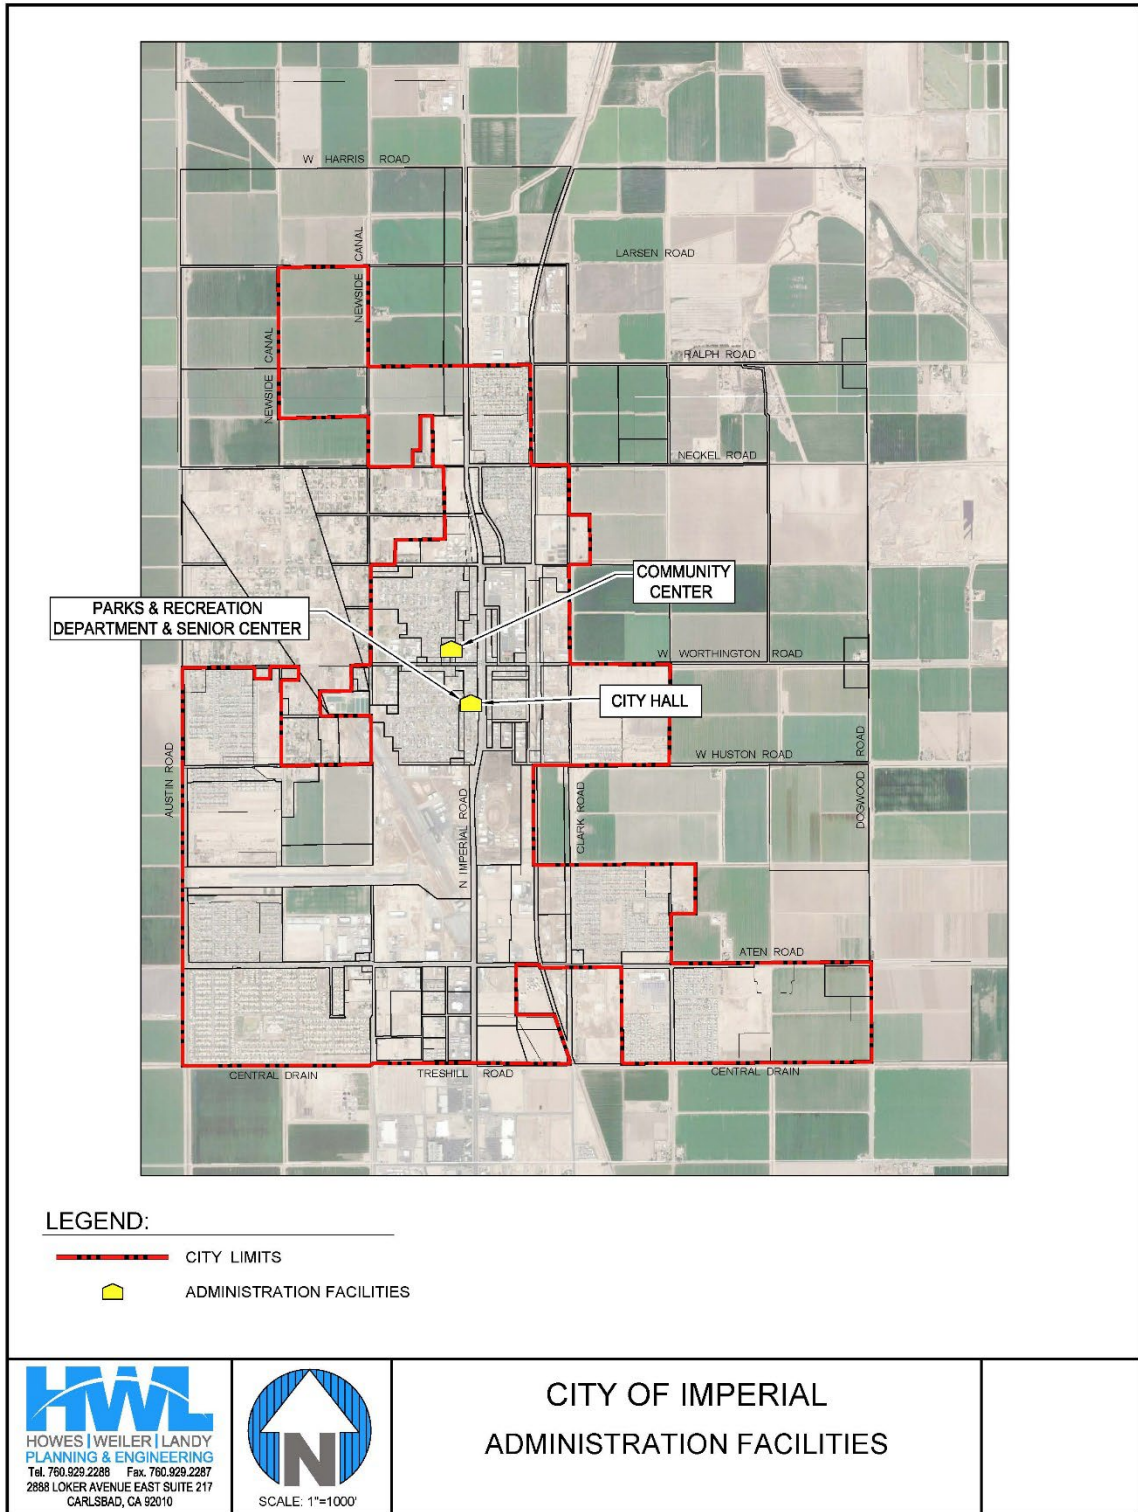 W HARRIS ROAD
LARSEN ROAD
NEWSIDE CANAL
NEWSIDE CANAL
RALPH ROAD
NECKEL ROAD
COMMUNITY
CENTER
PARKS & RECREATION
DEPARTMENT & SENIOR CENTER
W WORTHINGTON ROAD
CITY HALL
W HUSTON ROAD
AUSTIN ROAD
N IMPERIAL ROAD
CLARK ROAD
DOGWOOD ROAD
ATEN ROAD
CENTRAL DRAIN
TRESHILL ROAD
CENTRAL DRAIN
LEGEND:
CITY LIMITS
ADMINISTRATION FACILITIES
HWL
HOWES | WEILER | LANDY
PLANNING & ENGINEERING
Tel. 760.929.2288 Fax. 760.929.2287
2888 LOKER AVENUE EAST SUITE 217
CARLSBAD, CA 92010
N
SCALE: 1"=1000'
CITY OF IMPERIAL
ADMINISTRATION FACILITIES